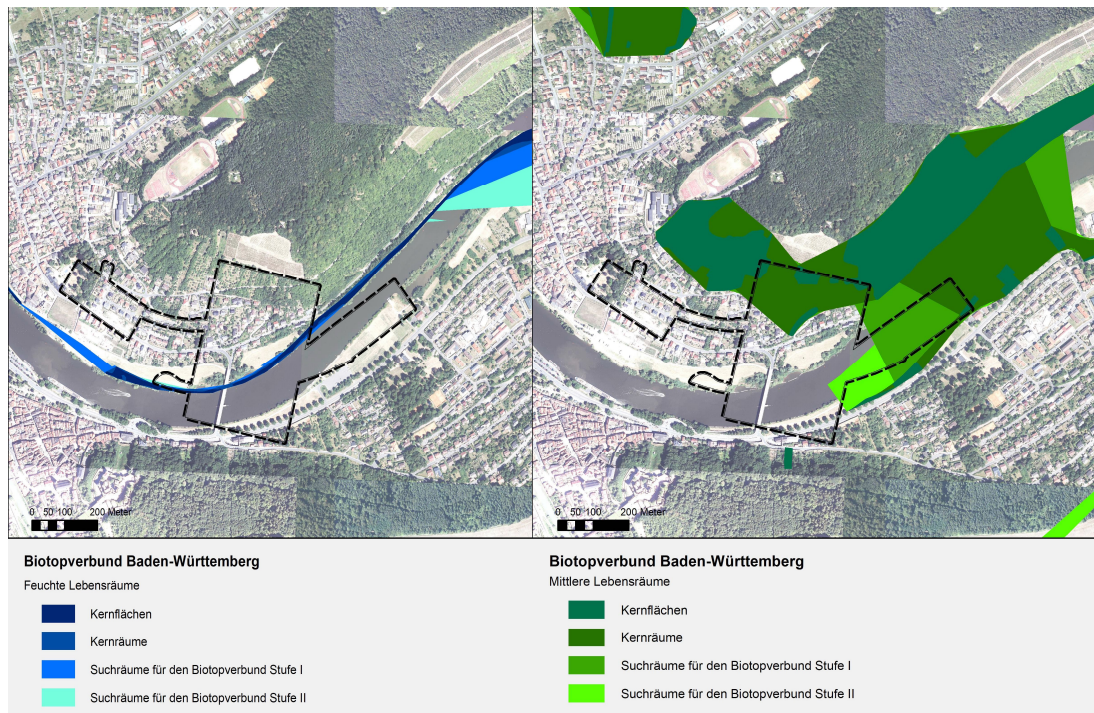 0 50 100 200 Meter
Biotopverbund Baden-Württemberg
Feuchte Lebensräume
Kernflächen
Kernräume
Suchräume für den Biotopverbund Stufe I
Suchräume für den Biotopverbund Stufe II
0 50 100 200 Meter
Biotopverbund Baden-Württemberg
Mittlere Lebensräume
Kernflächen
Kernräume
Suchräume für den Biotopverbund Stufe I
Suchräume für den Biotopverbund Stufe II